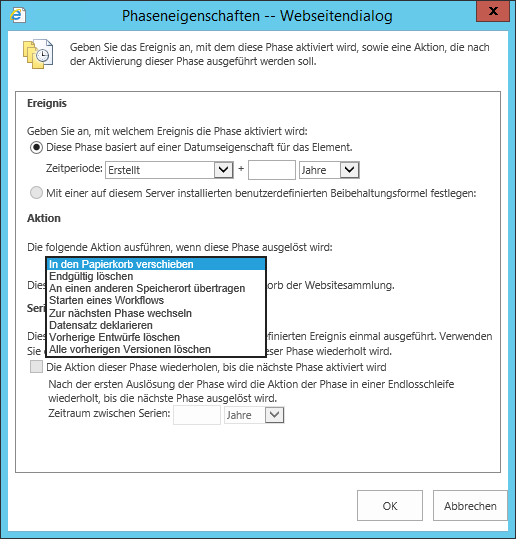 Phaseneigenschaften -- Webseitendialog
x
Geben Sie das Ereignis an, mit dem diese Phase aktiviert wird, sowie eine Aktion, die nach
der Aktivierung dieser Phase ausgeführt werden soll.
Ereignis
Geben Sie an, mit welchem Ereignis die Phase aktiviert wird:
Diese Phase basiert auf einer Datumseigenschaft für das Element.
Zeitperiode: Erstellt + Jahre
Mit einer auf diesem Server installierten benutzerdefinierten Beibehaltungsformel festlegen:
Aktion
Die folgende Aktion ausführen, wenn diese Phase ausgelöst wird:
In den Papierkorb verschieben
Endgültig löschen
An einen anderen Speicherort übertragen
Dies orb der Websitesammlung.
Starten eines Workflows
Zur nächsten Phase wechseln
Seri
Datensatz deklarieren
Dies efinierten Ereignis einmal ausgeführt. Verwenden
Vorherige Entwürfe löschen
Sie d eser Phase wiederholt wird.
Alle vorherigen Versionen löschen
Die Aktion dieser Phase wiederholen, bis die nächste Phase aktiviert wird
Nach der ersten Auslösung der Phase wird die Aktion der Phase in einer Endlosschleife
wiederholt, bis die nächste Phase ausgelöst wird.
Zeitraum zwischen Serien: Jahre
OK Abbrechen